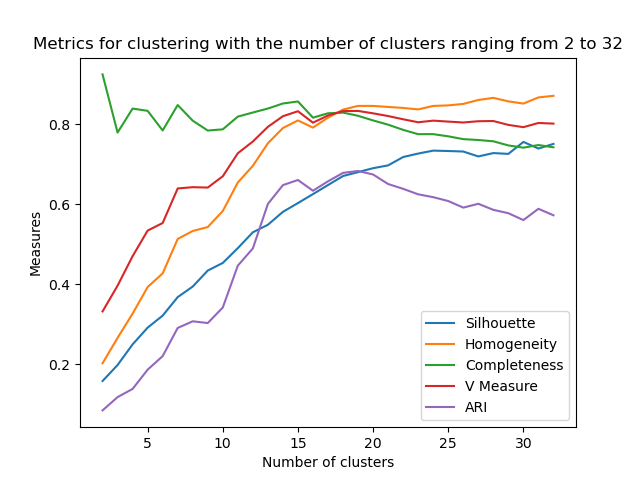 Metrics for clustering with the number of clusters ranging from 2 to 32
Measures
0.8
0.6
0.4
0.2
5 10 15 20 25 30
Number of clusters
Silhouette
Homogeneity
Completeness
V Measure
ARI